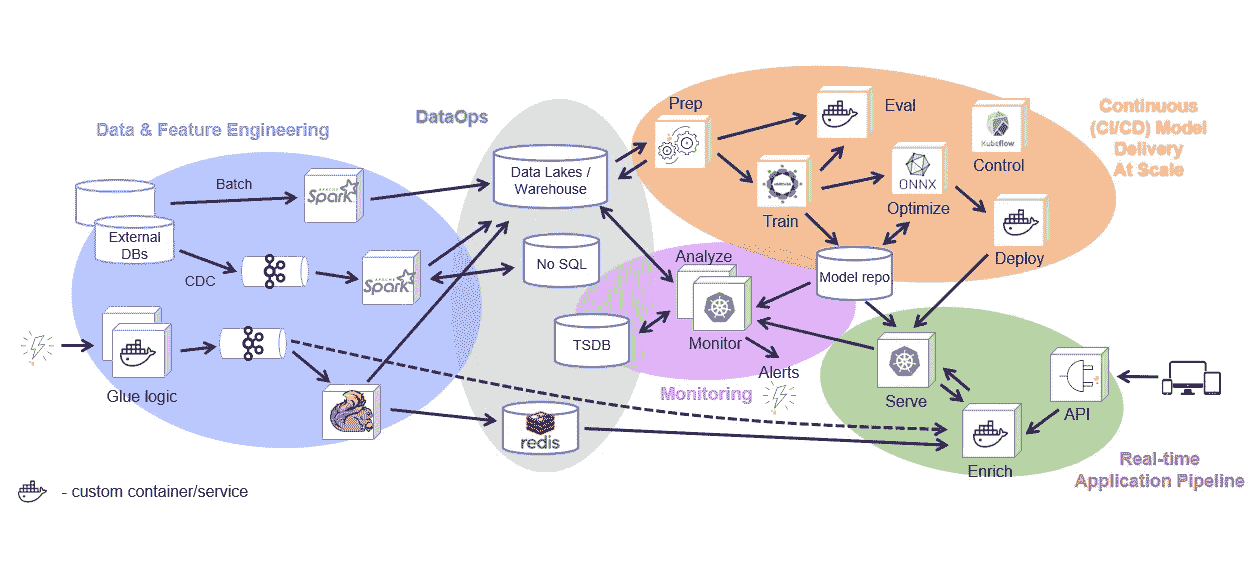 Data & Feature Engineering
DataOps
Prep
Eval
Continuous
(CI/CD) Model
Delivery
At Scale
Kubeflow
Control
Batch
APACHE
Spark
Data Lakes /
Warehouse
Train
ONNX
Optimize
External
DBs
CDC
APACHE
Spark
No SQL
Analyze
Model repo
Deploy
Glue logic
TSDB
Monitor
Alerts
Monitoring
Serve
API
redis
Enrich
Real-time
Application Pipeline
- custom container/service